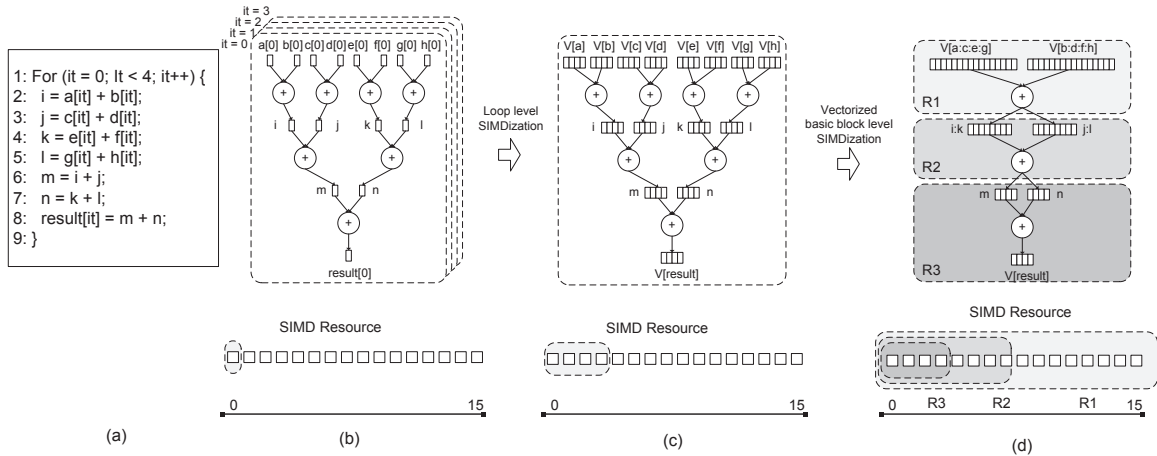 1: For (it = 0; It < 4; it++) {
2: i = a[it] + b[it];
3: j = c[it] + d[it];
4: k = e[it] + f[it];
5: l = g[it] + h[it];
6: m = i + j;
7: n = k + l;
8: result[it] = m + n;
9: }
(a)
it = 3
it = 2
it = 1
it = 0
a[0] b[0] c[0] d[0] e[0] f[0] g[0] h[0]
+ + + +
i j k l
+ +
m n
+
result[0]
SIMD Resource
0 15
(b)
Loop level
SIMDization
V[a] V[b] V[c] V[d] V[e] V[f] V[g] V[h]
+ + + +
i j k l
+ +
m n
+
V[result]
SIMD Resource
0 15
(c)
Vectorized
basic block level
SIMDization
V[a:c:e:g] V[b:d:f:h]
+
R1
i:k j:l
+
R2
m n
+
R3
V[result]
SIMD Resource
0 R3 R2 R1 15
(d)